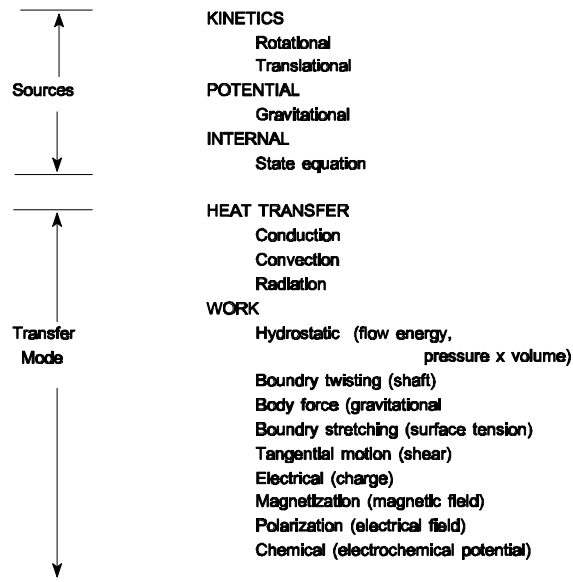 KINETICS
Rotational
Translational
Sources
POTENTIAL
Gravitational
INTERNAL
State equation
HEAT TRANSFER
Conduction
Convection
Radiation
WORK
Transfer
Mode
Hydrostatic (flow energy,
pressure x volume)
Boundry twisting (shaft)
Body force (gravitational
Boundry stretching (surface tension)
Tangential motion (shear)
Electrical (charge)
Magnetization (magnetic field)
Polarization (electrical field)
Chemical (electrochemical potential)